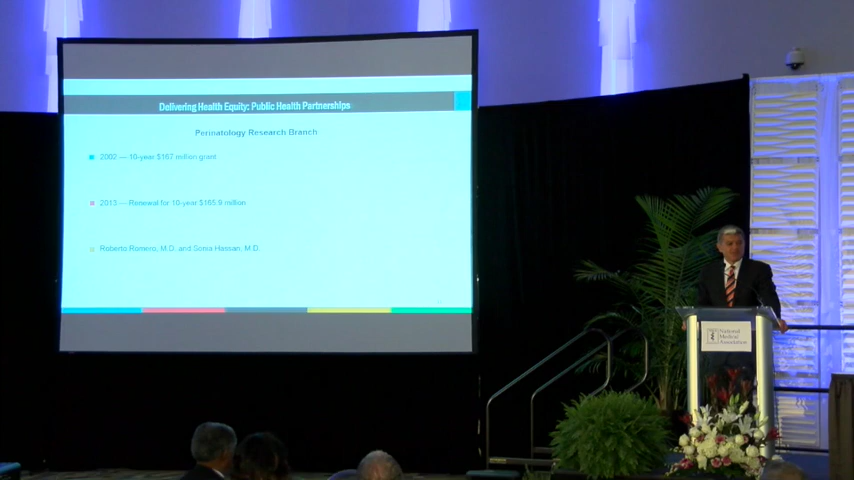 Delivering Health Equity: Public Health Partnerships
Permatology Research Branch
2002 — 10-year $167 million grant
2013 — Renewal for 10-year $165.9 million
Roberto Romero, M.D. and Sonia Hassan, M.D.
National
Medical
Association